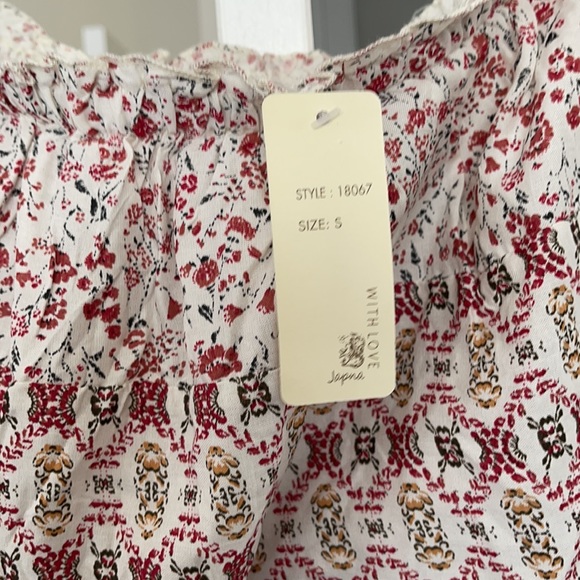 STYLE : 18067
SIZE: S
WITH LOVE
Japna